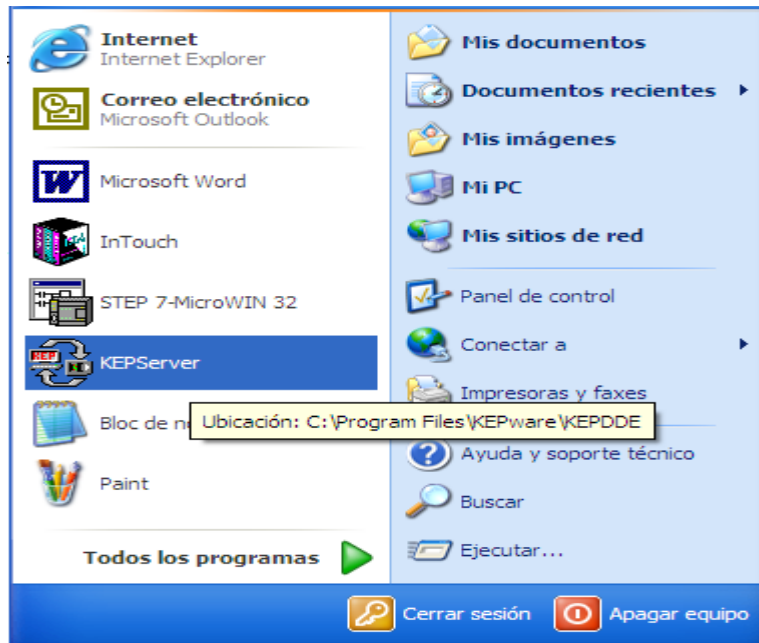 Internet
Internet Explorer
Correo electrónico
Microsoft Outlook
Microsoft Word
InTouch
STEP 7-MicroWIN 32
KEPServer
Bloc de n
Paint
Todos los programas
Mis documentos
Documentos recientes
Mis imágenes
Mi PC
Mis sitios de red
Panel de control
Conectar a
Impresoras y faxes
Ubicación: C:\Program Files\KEPware\KEPDDE
Ayuda y soporte técnico
Buscar
Ejecutar...
Cerrar sesión
Apagar equipo